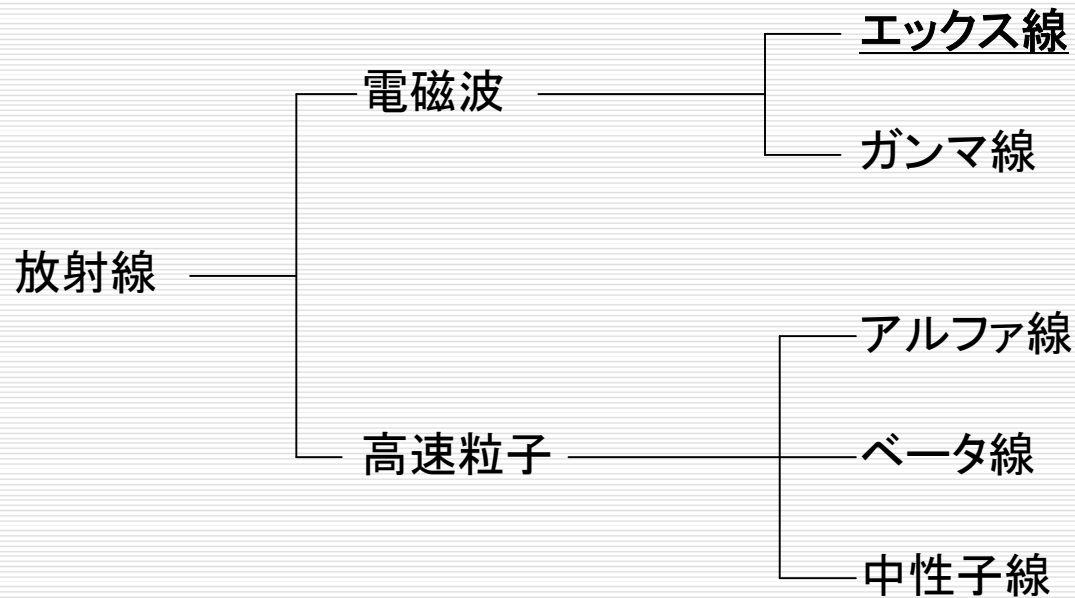 エックス線
電磁波
ガンマ線
放射線
アルファ線
高速粒子
ベータ線
中性子線